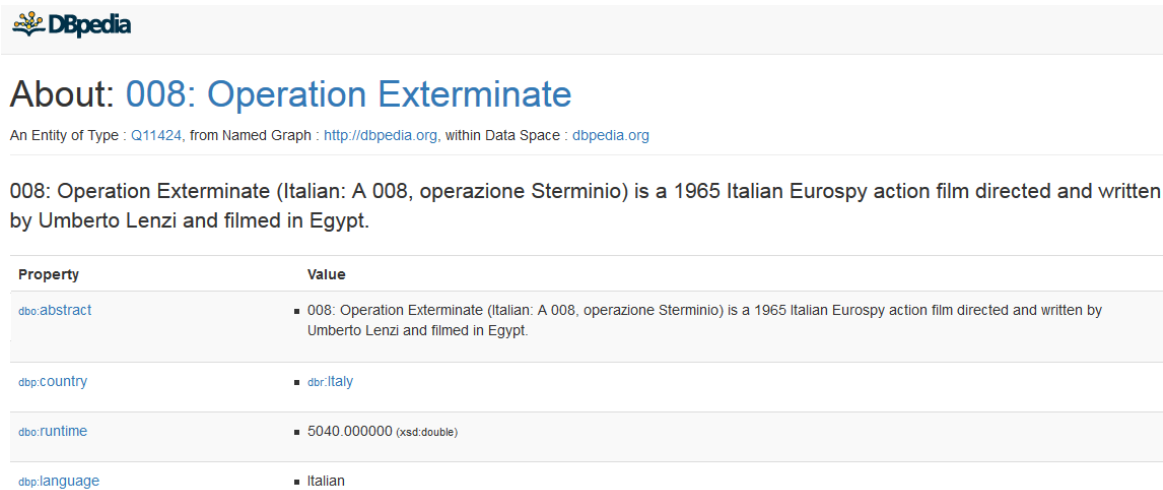 DBpedia
About: 008: Operation Exterminate
An Entity of Type : Q11424, from Named Graph : http://dbpedia.org, within Data Space : dbpedia.org
008: Operation Exterminate (Italian: A 008, operazione Sterminio) is a 1965 Italian Eurospy action film directed and written
by Umberto Lenzi and filmed in Egypt.
Property Value
dbo:abstract ▪ 008: Operation Exterminate (Italian: A 008, operazione Sterminio) is a 1965 Italian Eurospy action film directed and written by
Umberto Lenzi and filmed in Egypt.
dbp:country ▪ dbr:Italy
dbo:runtime ▪ 5040.000000 (xsd:double)
dbp:language ▪ Italian